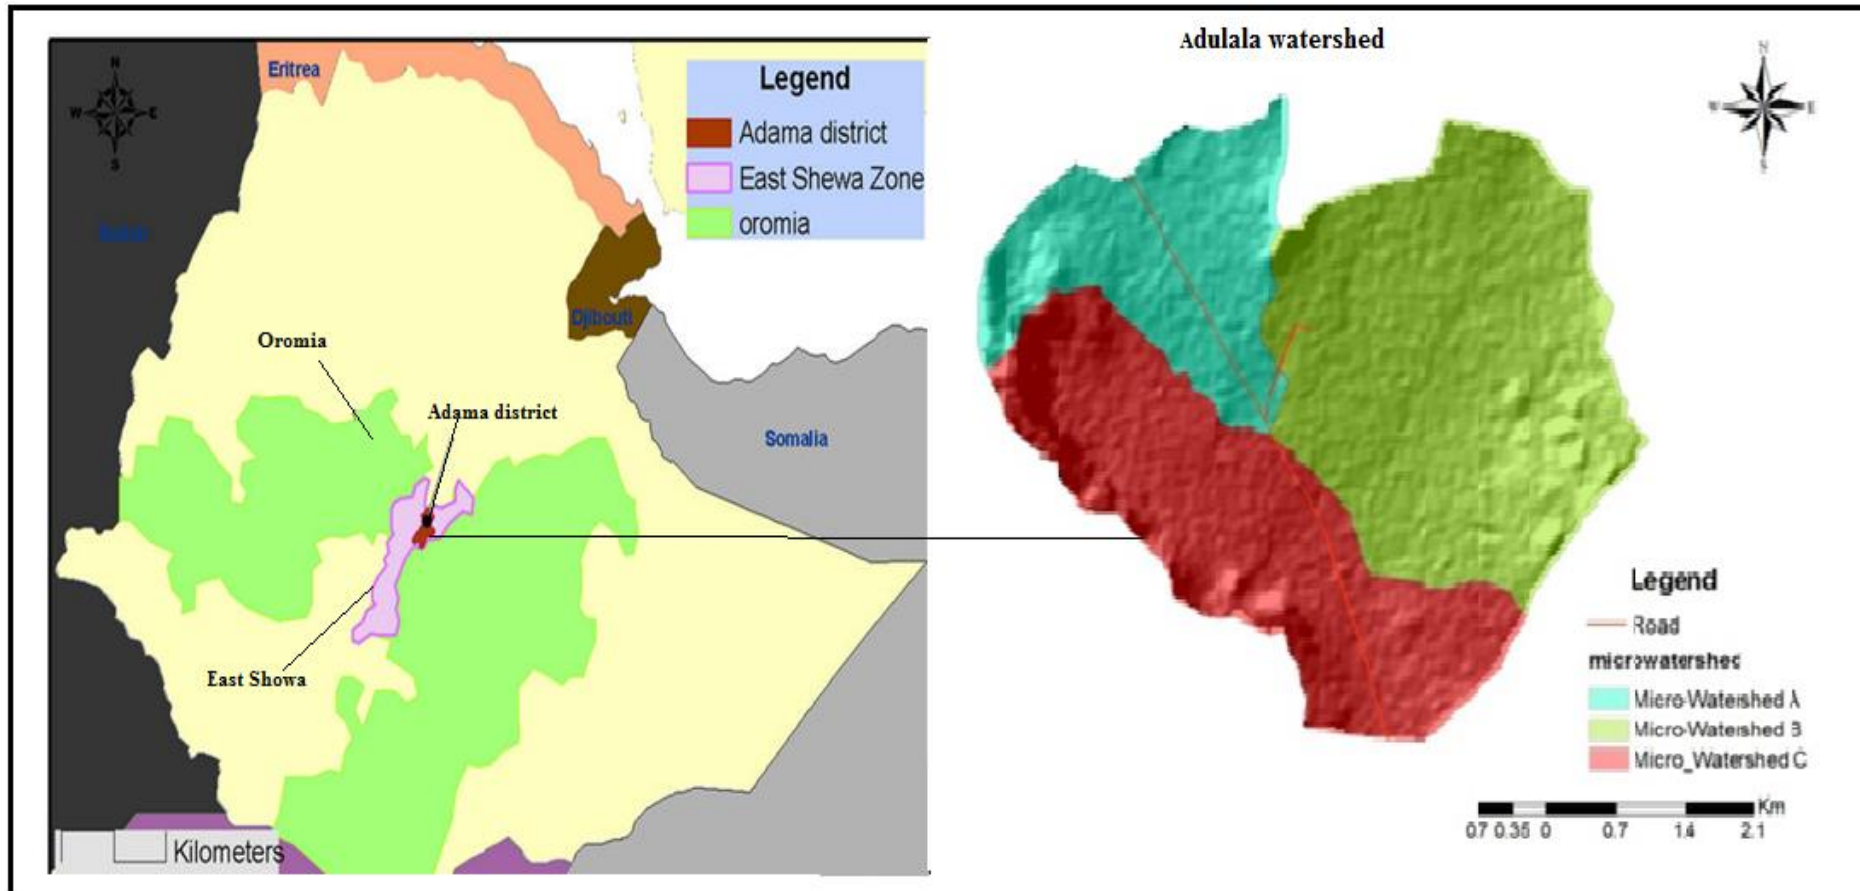 Adulala watershed
N
W E
S
Eritrea
Legend
Adama district
East Shewa Zone
oromia
Djibouti
Oromia
Adama district
Somalia
East Showa
Kilometers
N
W E
S
Legend
Road
microwatershed
Micro-Watershed A
Micro-Watershed B
Micro_Watershed C
Km
0.7 0.35 0 0.7 1.4 2.1